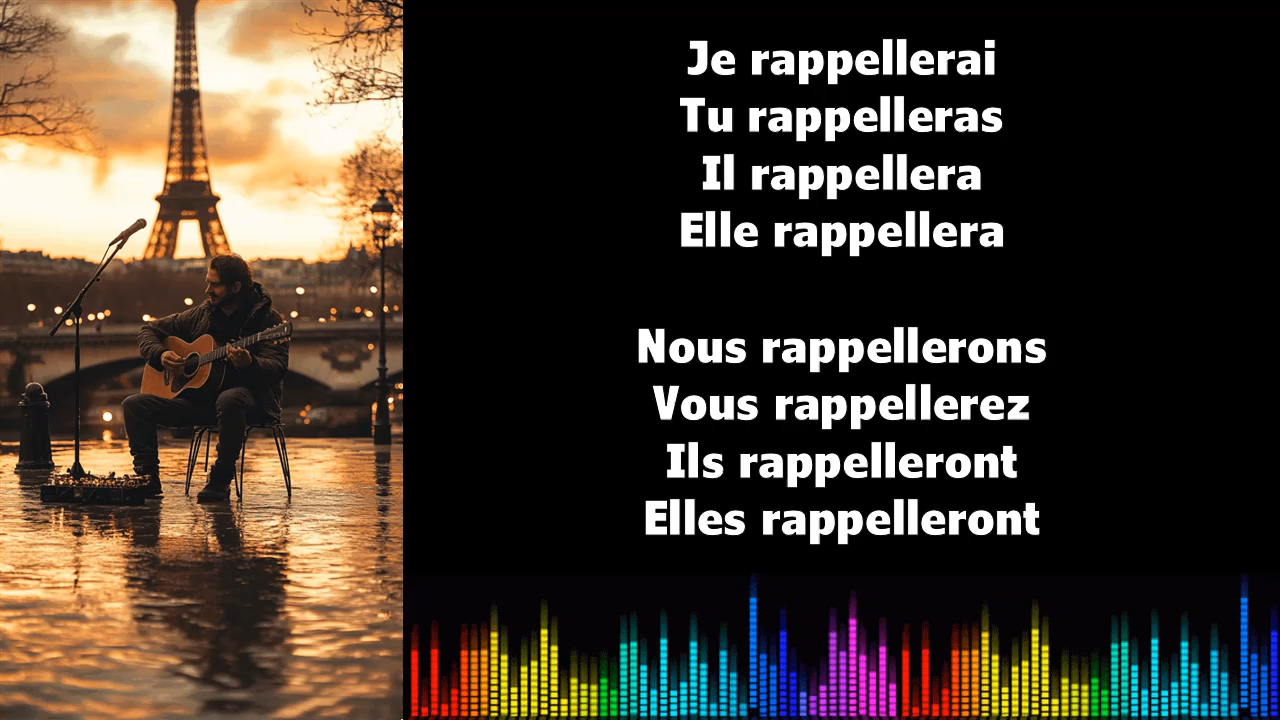 Je rappellerai
Tu rappelleras
Il rappellera
Elle rappellera
Nous rappellerons
Vous rappellerez
Ils rappelleront
Elles rappelleront